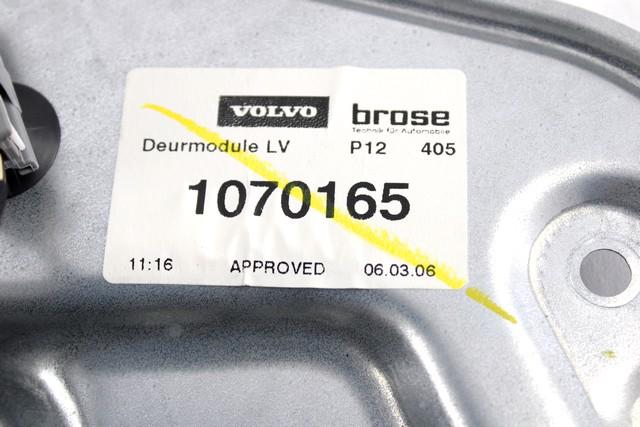 VOLVO brose
Technik für Automobile
Deurmodule LV P12 405
1070165
11:16 APPROVED 06.03.06